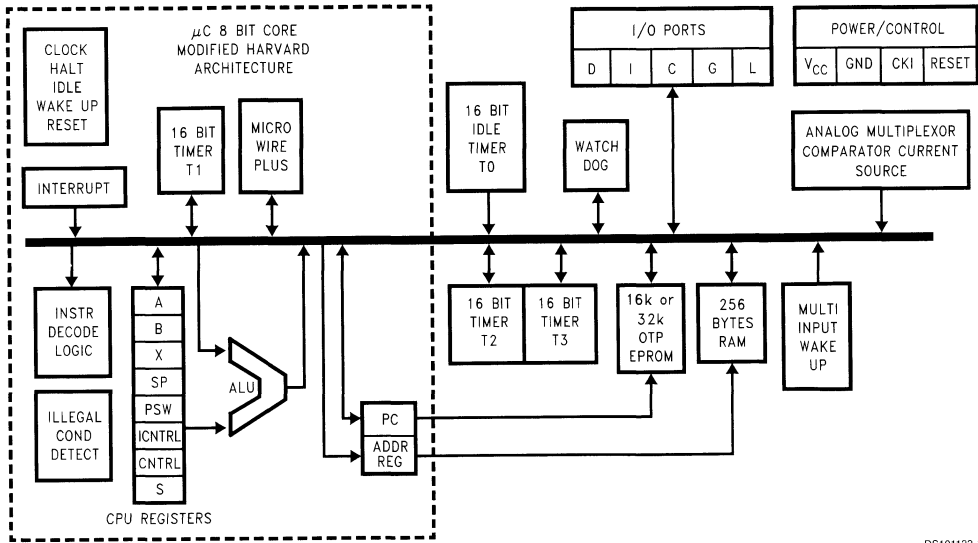 μC 8 BIT CORE
MODIFIED HARVARD
ARCHITECTURE
CLOCK
HALT
IDLE
WAKE UP
RESET
INTERRUPT
16 BIT
TIMER
T1
MICRO
WIRE
PLUS
16 BIT
IDLE
TIMER
T0
WATCH
DOG
I/O PORTS
D I C G L
POWER/CONTROL
VCC GND CKI RESET
ANALOG MULTIPLEXOR
COMPARATOR CURRENT
SOURCE
INSTR
DECODE
LOGIC
ILLEGAL
COND
DETECT
A
B
X
SP
PSW
ICNTRL
CNTRL
S
CPU REGISTERS
ALU
PC
ADDR
REG
16 BIT
TIMER
T2
16 BIT
TIMER
T3
16k or
32k
OTP
EPROM
256
BYTES
RAM
MULTI
INPUT
WAKE
UP